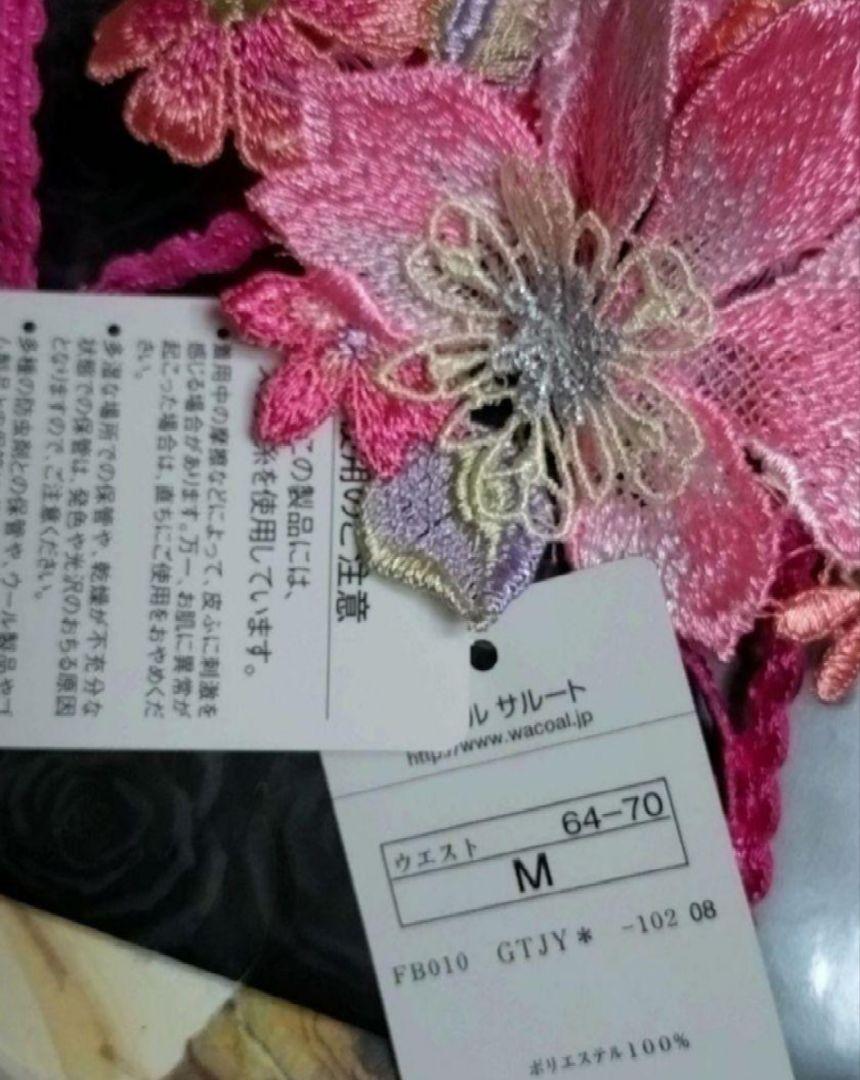 使用のご注意
この製品には、
糸を使用しています。
着用中の摩擦などによって、皮ふに刺激を
感じる場合があります。万一、お肌に異常が
起こった場合は、直ちにご使用をおやめくだ
さい。
●多湿な場所での保管や、乾燥が不充分な
状態での保管は、発色や光沢のおちる原因
となりますので、ご注意ください。
●多種の防虫剤との保管や、ウール製品や
ル サルート
http://www.wacoal.jp
ウエスト 64-70
M
FB010 GTJY* -102 08
ポリエステル100%